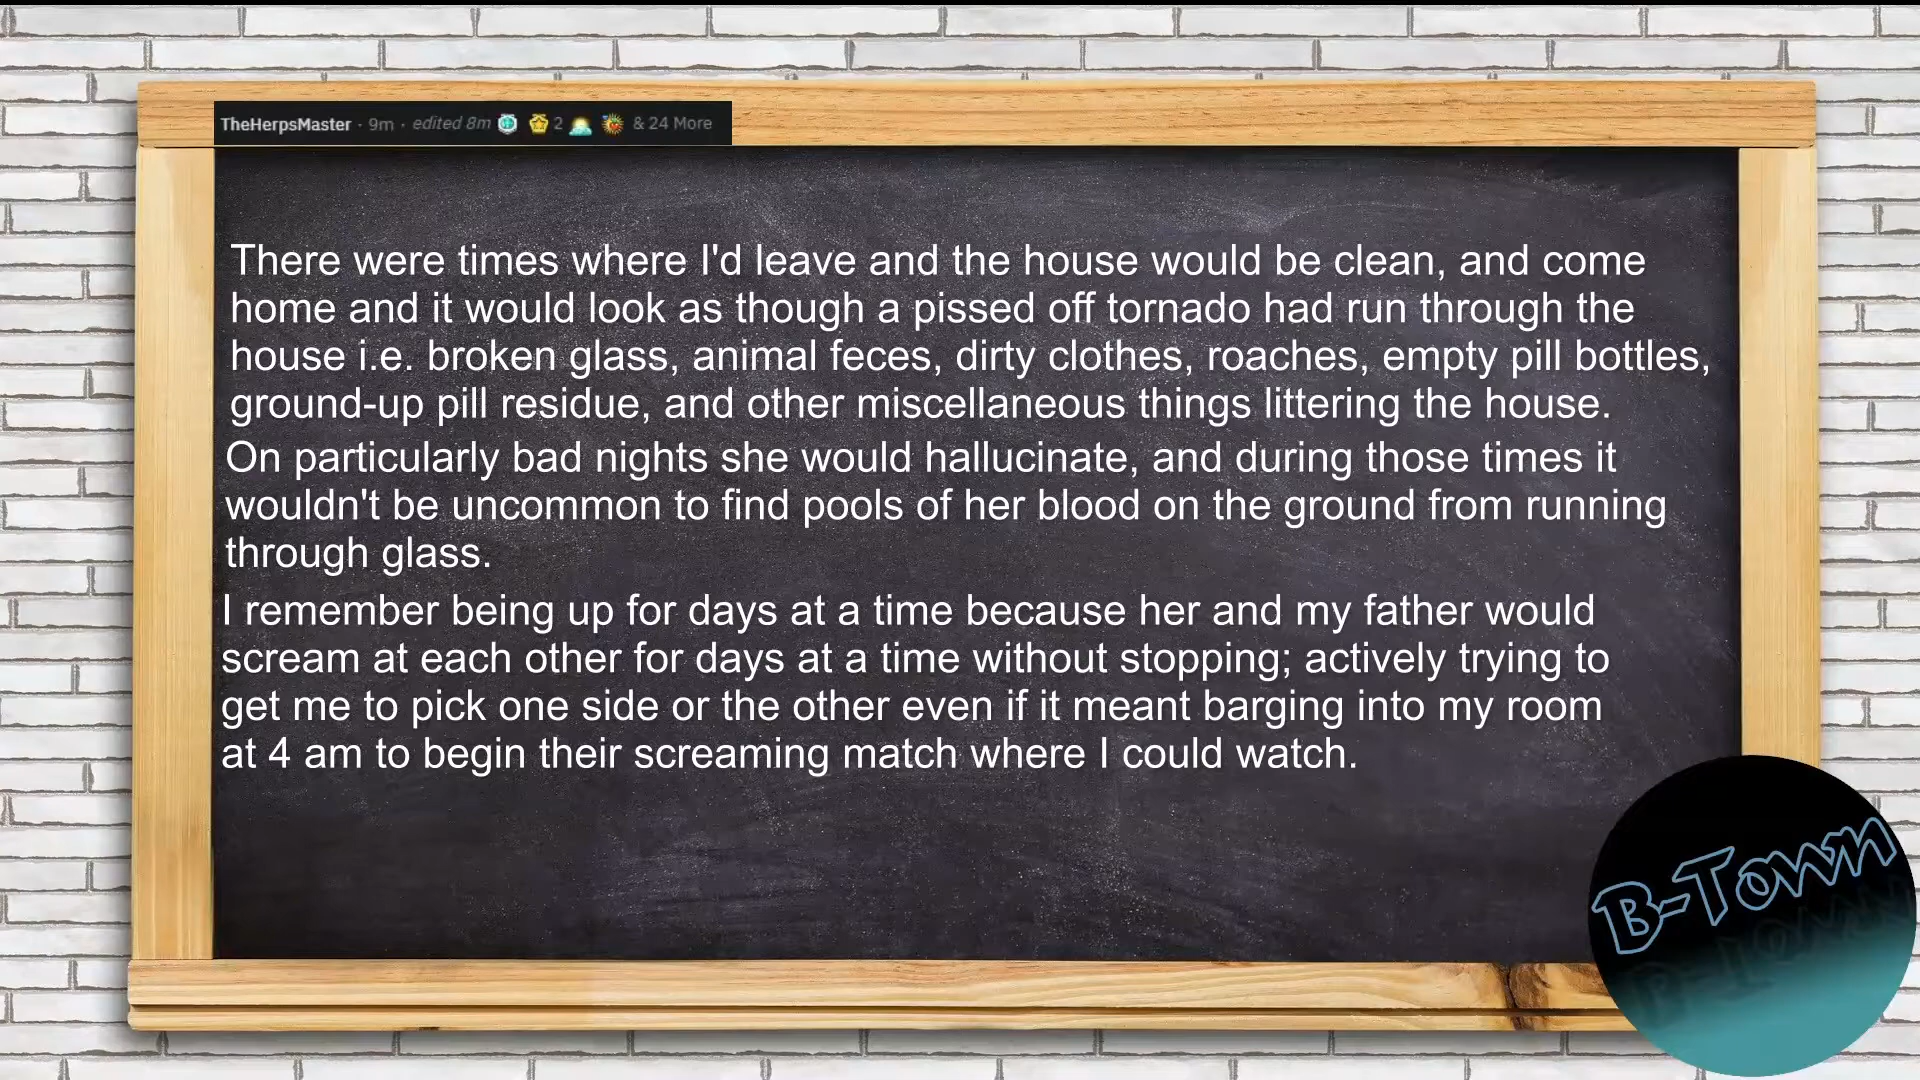 TheHerpsMaster · 9m · edited 8m 2 & 24 More
There were times where I'd leave and the house would be clean, and come
home and it would look as though a pissed off tornado had run through the
house i.e. broken glass, animal feces, dirty clothes, roaches, empty pill bottles,
ground-up pill residue, and other miscellaneous things littering the house.
On particularly bad nights she would hallucinate, and during those times it
wouldn't be uncommon to find pools of her blood on the ground from running
through glass.
I remember being up for days at a time because her and my father would
scream at each other for days at a time without stopping; actively trying to
get me to pick one side or the other even if it meant barging into my room
at 4 am to begin their screaming match where I could watch.
B-Town
B-Town